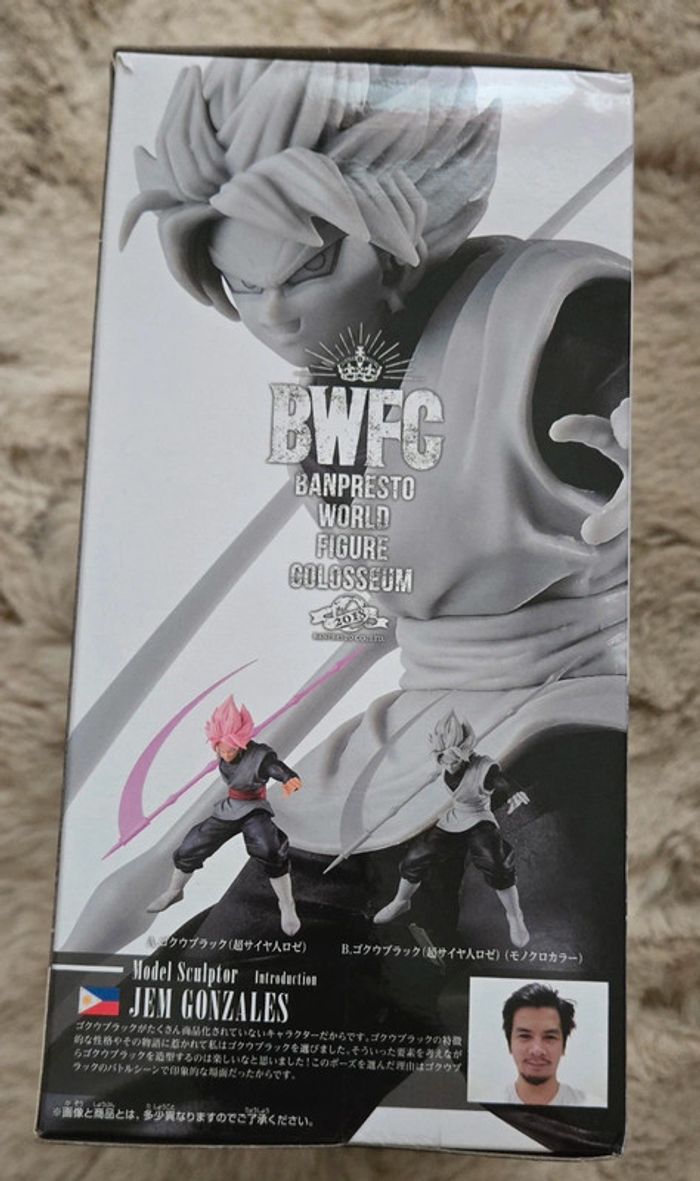 BWFC
BANPRESTO
WORLD
FIGURE
COLOSSEUM
2018
BANPRESTO CO.,LTD.
A.ゴクウブラック(超サイヤ人ロゼ)
B.ゴクウブラック(超サイヤ人ロゼ)(モノクロカラー)
Model Sculptor Introduction
JEM GONZALES
ゴクウブラックがたくさん商品化されていないキャラクターだからです。ゴクウブラックの特徴
的な性格やその物語に惹かれて私はゴクウブラックを選びました。そういった要素を考えなが
らゴクウブラックを造型するのは楽しいなと思いました!このポーズを選んだ理由はゴクウブ
ラックのバトルシーンで印象的な場面だったからです。
※画像と商品とは、多少異なりますのでご了承ください。